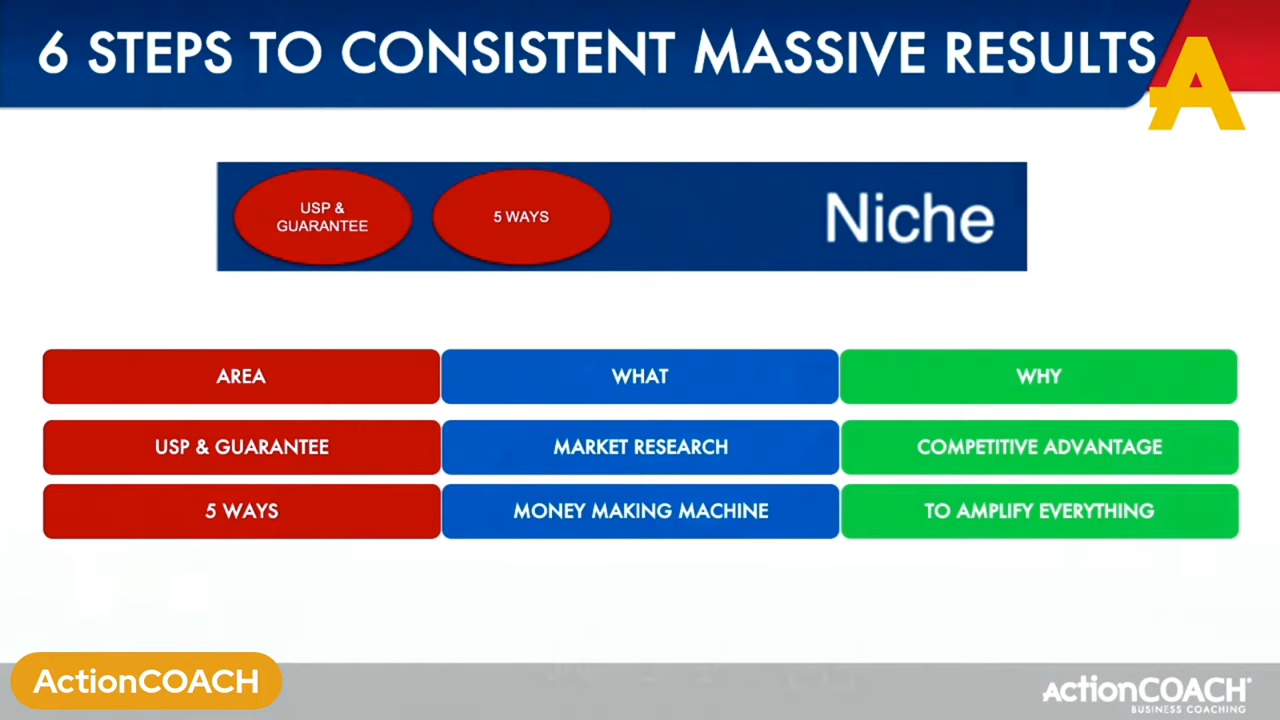 6 STEPS TO CONSISTENT MASSIVE RESULTS
A
USP &
GUARANTEE
5 WAYS
Niche
AREA
WHAT
WHY
USP & GUARANTEE
MARKET RESEARCH
COMPETITIVE ADVANTAGE
5 WAYS
MONEY MAKING MACHINE
TO AMPLIFY EVERYTHING
ActionCOACH
ActionCOACH®
BUSINESS COACHING